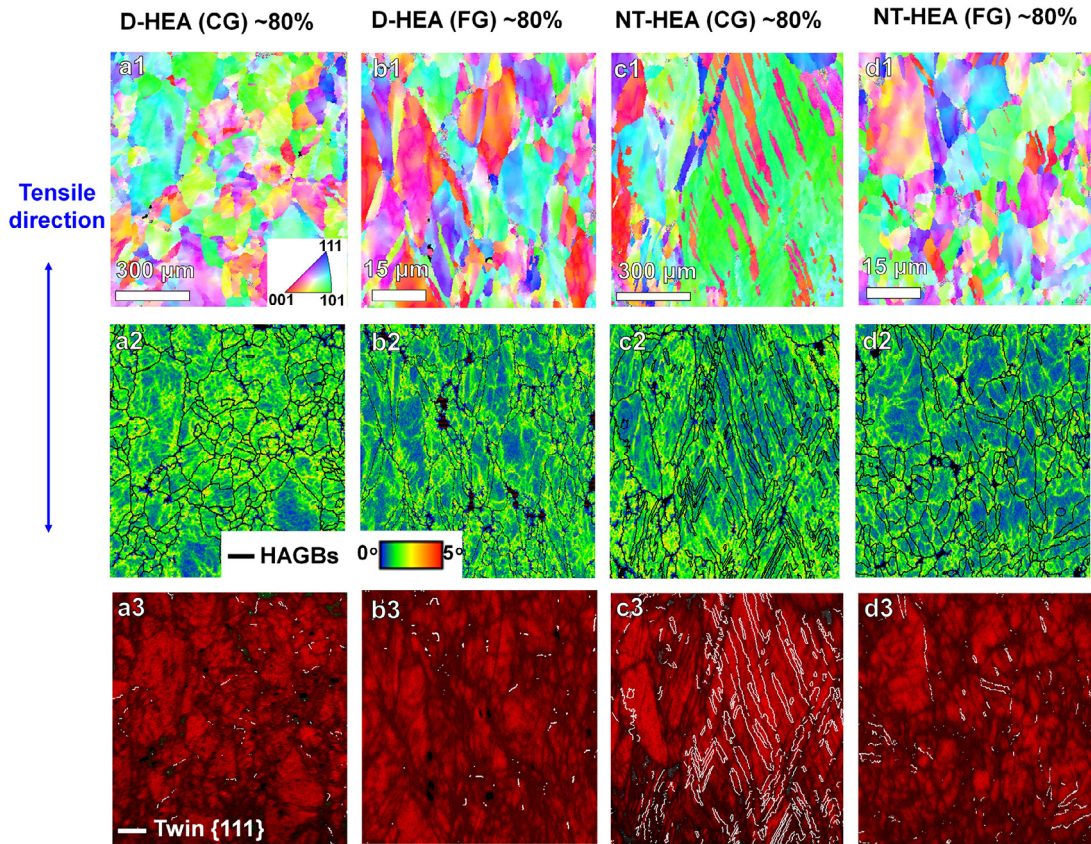 D-HEA (CG) ~80%
D-HEA (FG) ~80%
NT-HEA (CG) ~80%
NT-HEA (FG) ~80%
a1
b1
c1
d1
Tensile
direction
111
001
101
300 µm
15 µm
300 µm
15 µm
a2
b2
c2
d2
HAGBs
0°
5°
a3
b3
c3
d3
Twin {111}